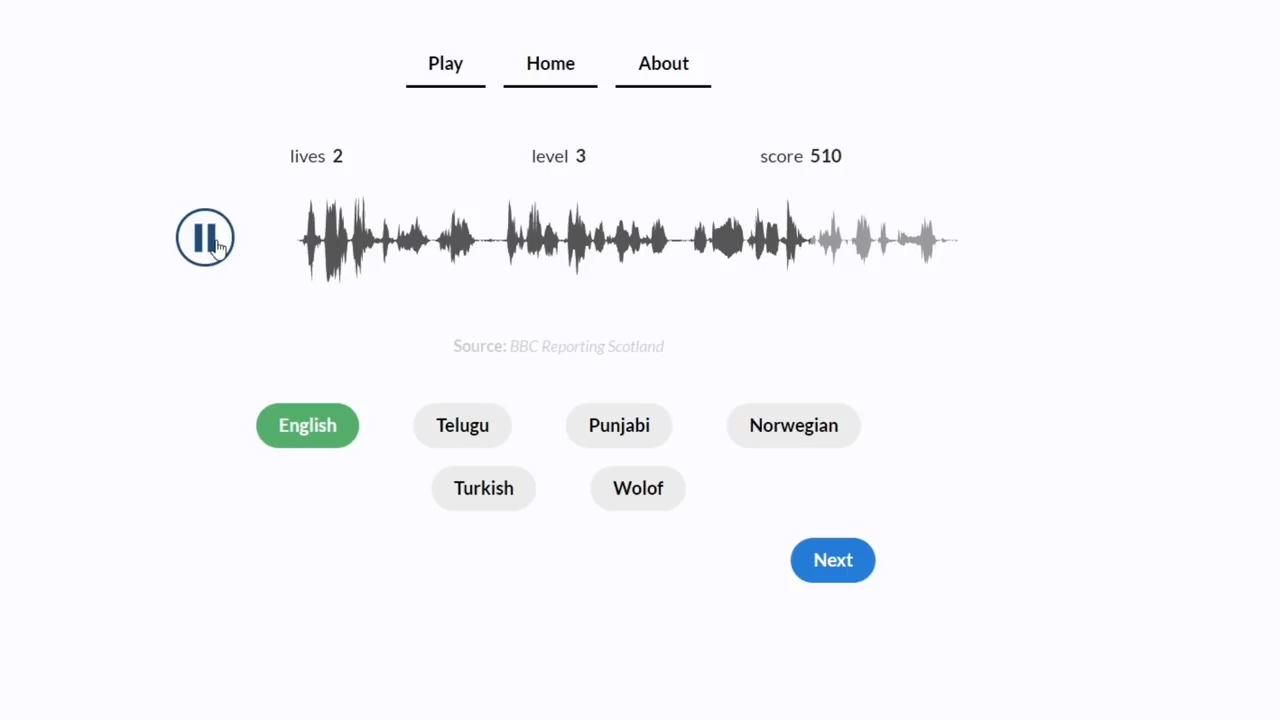 Play Home About
lives 2 level 3 score 510
Source: BBC Reporting Scotland
English Telugu Punjabi Norwegian
Turkish Wolof
Next